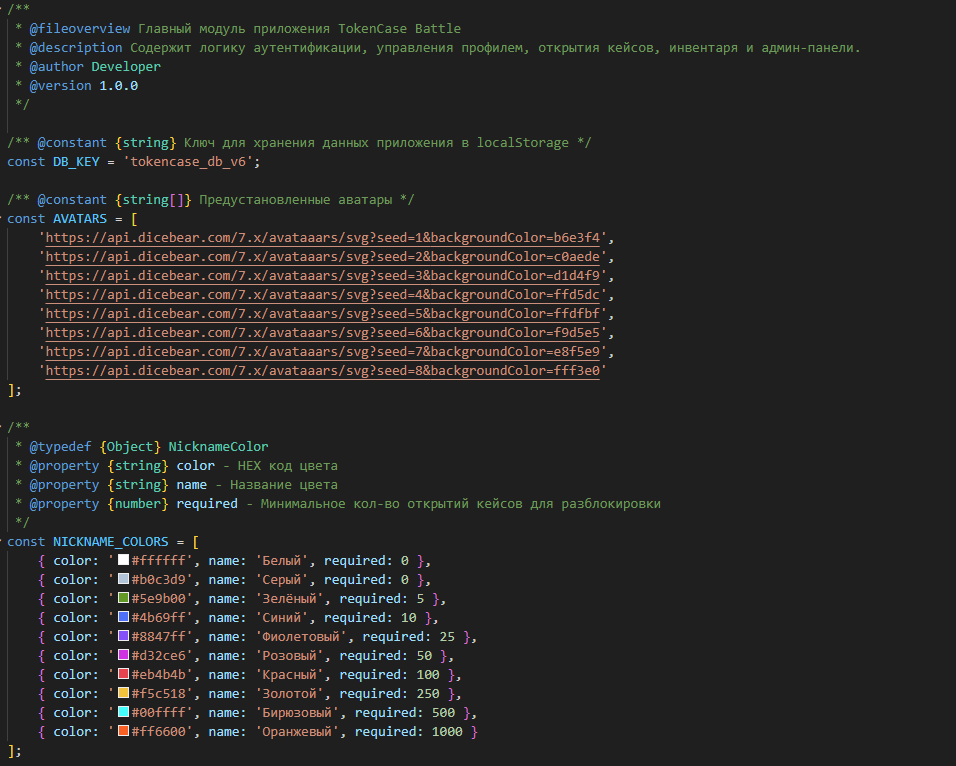 /**
 * @fileoverview Главный модуль приложения TokenCase Battle
 * @description Содержит логику аутентификации, управления профилем, открытия кейсов, инвентаря и админ-панели.
 * @author Developer
 * @version 1.0.0
 */

/** @constant {string} Ключ для хранения данных приложения в localStorage */
const DB_KEY = 'tokencase_db_v6';

/** @constant {string[]} Предустановленные аватары */
const AVATARS = [
    'https://api.dicebear.com/7.x/avataaars/svg?seed=1&backgroundColor=b6e3f4',
    'https://api.dicebear.com/7.x/avataaars/svg?seed=2&backgroundColor=c0aede',
    'https://api.dicebear.com/7.x/avataaars/svg?seed=3&backgroundColor=d1d4f9',
    'https://api.dicebear.com/7.x/avataaars/svg?seed=4&backgroundColor=ffd5dc',
    'https://api.dicebear.com/7.x/avataaars/svg?seed=5&backgroundColor=ffdfbf',
    'https://api.dicebear.com/7.x/avataaars/svg?seed=6&backgroundColor=f9d5e5',
    'https://api.dicebear.com/7.x/avataaars/svg?seed=7&backgroundColor=e8f5e9',
    'https://api.dicebear.com/7.x/avataaars/svg?seed=8&backgroundColor=fff3e0'
];

/**
 * @typedef {Object} NicknameColor
 * @property {string} color - HEX код цвета
 * @property {string} name - Название цвета
 * @property {number} required - Минимальное кол-во открытий кейсов для разблокировки
 */
const NICKNAME_COLORS = [
    { color: '#ffffff', name: 'Белый', required: 0 },
    { color: '#b0c3d9', name: 'Серый', required: 0 },
    { color: '#5e9b00', name: 'Зелёный', required: 5 },
    { color: '#4b69ff', name: 'Синий', required: 10 },
    { color: '#8847ff', name: 'Фиолетовый', required: 25 },
    { color: '#d32ce6', name: 'Розовый', required: 50 },
    { color: '#eb4b4b', name: 'Красный', required: 100 },
    { color: '#f5c518', name: 'Золотой', required: 250 },
    { color: '#00ffff', name: 'Бирюзовый', required: 500 },
    { color: '#ff6600', name: 'Оранжевый', required: 1000 }
];